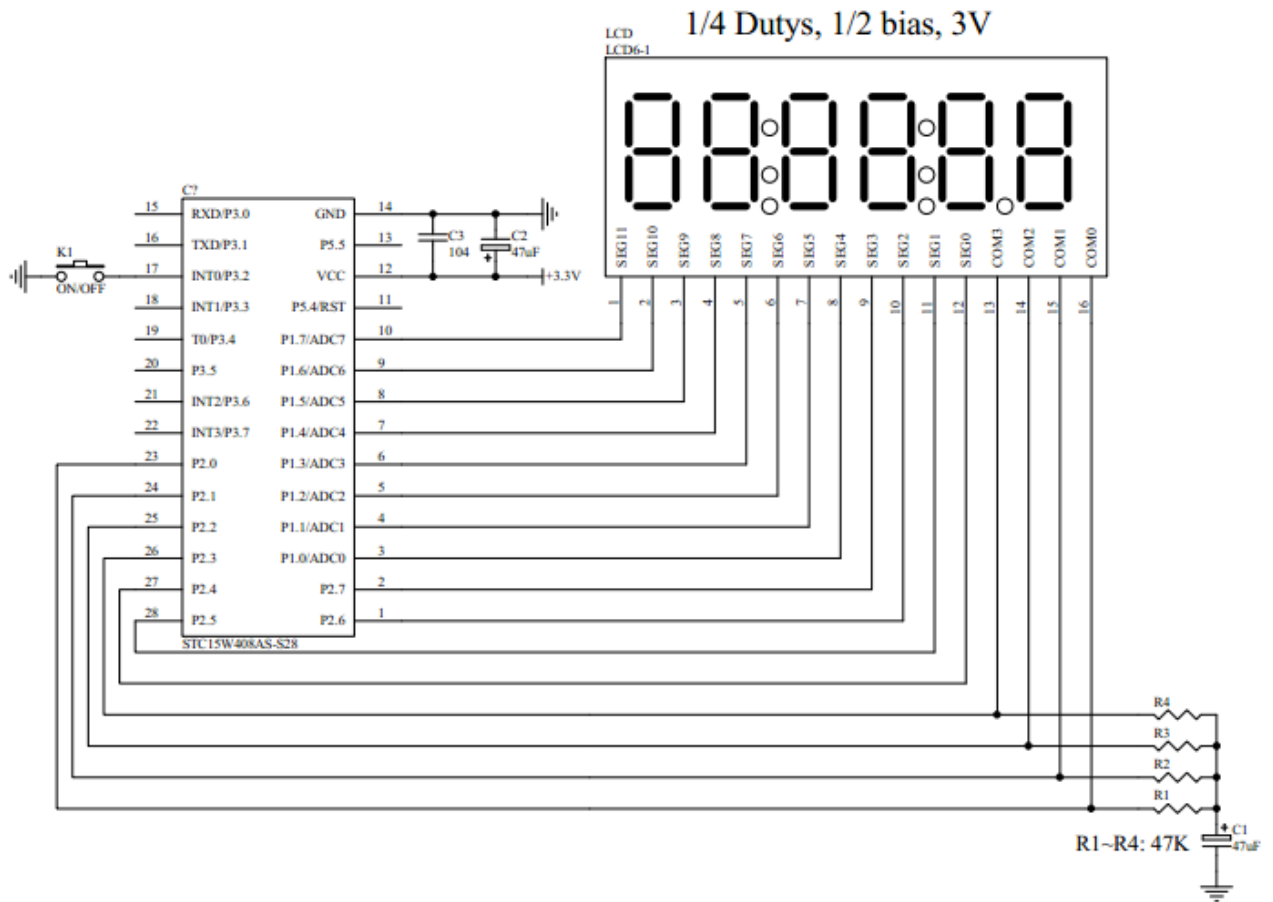 1/4 Dutys, 1/2 bias, 3V
LCD
LCD6-1
SEG11
SEG10
SEG9
SEG8
SEG7
SEG6
SEG5
SEG4
SEG3
SEG2
SEG1
SEG0
COM3
COM2
COM1
COM0
1
2
3
4
5
6
7
8
9
10
11
12
13
14
15
16
C?
15 RXD/P3.0 GND 14
16 TXD/P3.1 P5.5 13
K1
17 INT0/P3.2 VCC 12
ON/OFF
18 INT1/P3.3 P5.4/RST 11
19 T0/P3.4 P1.7/ADC7 10
20 P3.5 P1.6/ADC6 9
21 INT2/P3.6 P1.5/ADC5 8
22 INT3/P3.7 P1.4/ADC4 7
23 P2.0 P1.3/ADC3 6
24 P2.1 P1.2/ADC2 5
25 P2.2 P1.1/ADC1 4
26 P2.3 P1.0/ADC0 3
27 P2.4 P2.7 2
28 P2.5 P2.6 1
STC15W408AS-S28
C3
104
C2
47uF
+
+3.3V
R4
R3
R2
R1
R1~R4: 47K
+ C1
47uF